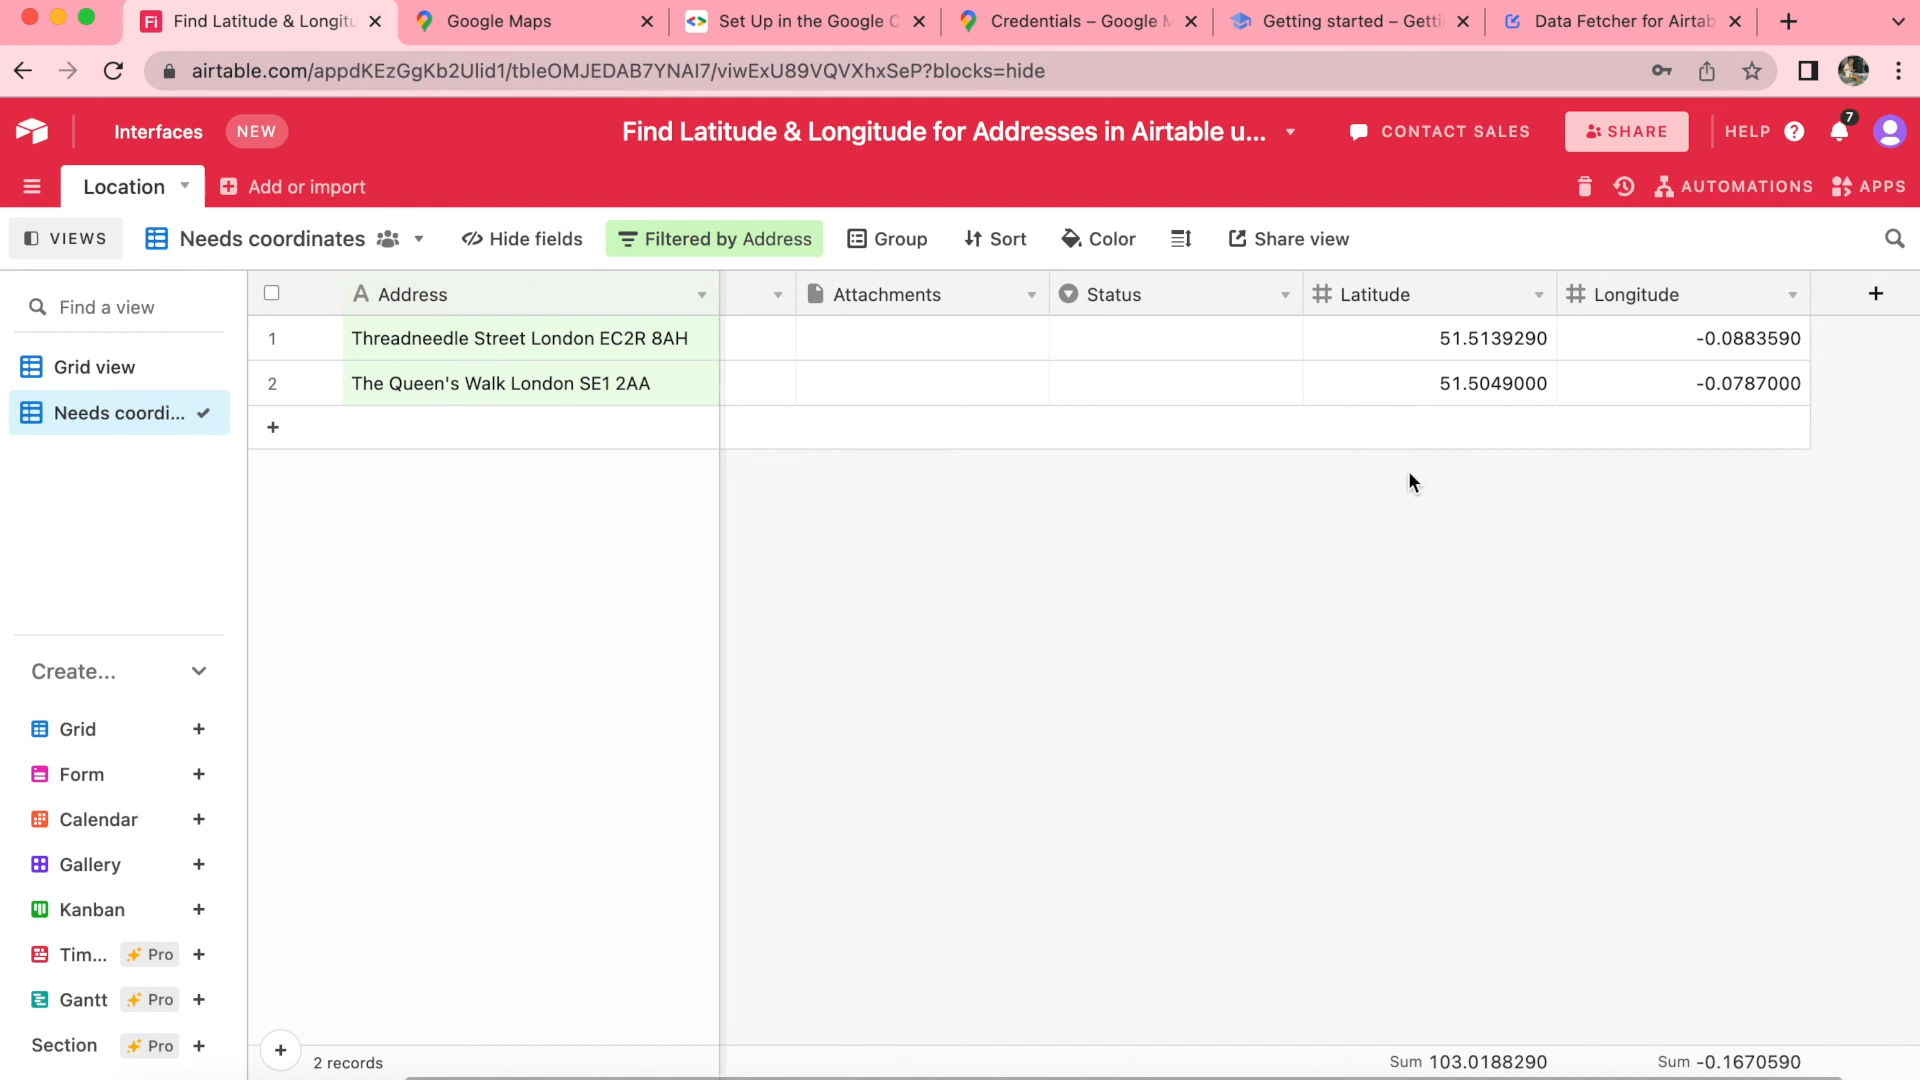 Find Latitude & Longitu
Google Maps
Set Up in the Google C
Credentials – Google M
Getting started – Getti
Data Fetcher for Airtab
airtable.com/appdKEzGgKb2Ulid1/tbleOMJEDAB7YNAI7/viwExU89VQVXhxSeP?blocks=hide
Interfaces
NEW
Find Latitude & Longitude for Addresses in Airtable u...
CONTACT SALES
SHARE
HELP
7
Location
Add or import
AUTOMATIONS
APPS
VIEWS
Needs coordinates
Hide fields
Filtered by Address
Group
Sort
Color
Share view
Find a view
Grid view
Needs coordi...
Address
Attachments
Status
Latitude
Longitude
1
Threadneedle Street London EC2R 8AH
51.5139290
-0.0883590
2
The Queen's Walk London SE1 2AA
51.5049000
-0.0787000
Create...
Grid
Form
Calendar
Gallery
Kanban
Tim...
Pro
Gantt
Pro
Section
Pro
2 records
Sum 103.0188290
Sum -0.1670590